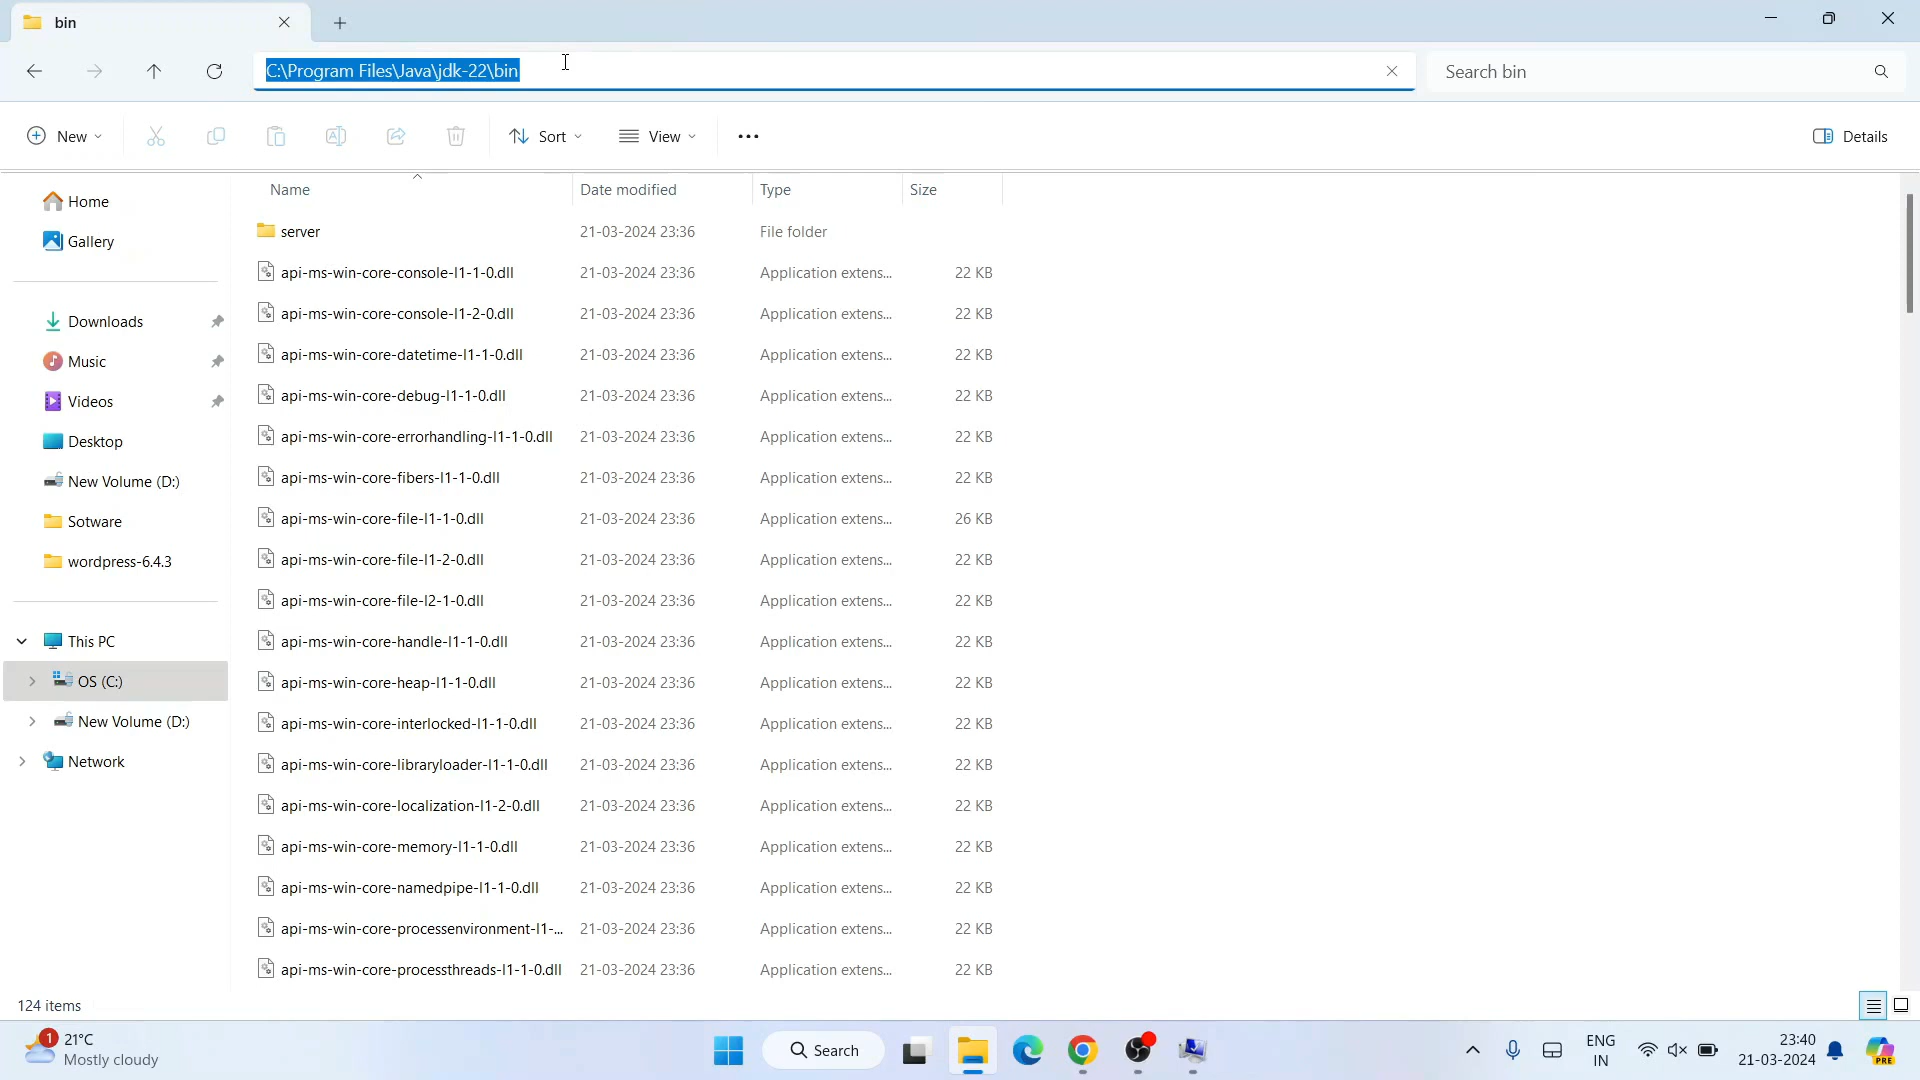 bin
C:\Program Files\Java\jdk-22\bin
Search bin
New
Sort
View
Details
Home
Gallery
Downloads
Music
Videos
Desktop
New Volume (D:)
Sotware
wordpress-6.4.3
This PC
OS (C:)
New Volume (D:)
Network
Name Date modified Type Size
server 21-03-2024 23:36 File folder
api-ms-win-core-console-l1-1-0.dll 21-03-2024 23:36 Application extens... 22 KB
api-ms-win-core-console-l1-2-0.dll 21-03-2024 23:36 Application extens... 22 KB
api-ms-win-core-datetime-l1-1-0.dll 21-03-2024 23:36 Application extens... 22 KB
api-ms-win-core-debug-l1-1-0.dll 21-03-2024 23:36 Application extens... 22 KB
api-ms-win-core-errorhandling-l1-1-0.dll 21-03-2024 23:36 Application extens... 22 KB
api-ms-win-core-fibers-l1-1-0.dll 21-03-2024 23:36 Application extens... 22 KB
api-ms-win-core-file-l1-1-0.dll 21-03-2024 23:36 Application extens... 26 KB
api-ms-win-core-file-l1-2-0.dll 21-03-2024 23:36 Application extens... 22 KB
api-ms-win-core-file-l2-1-0.dll 21-03-2024 23:36 Application extens... 22 KB
api-ms-win-core-handle-l1-1-0.dll 21-03-2024 23:36 Application extens... 22 KB
api-ms-win-core-heap-l1-1-0.dll 21-03-2024 23:36 Application extens... 22 KB
api-ms-win-core-interlocked-l1-1-0.dll 21-03-2024 23:36 Application extens... 22 KB
api-ms-win-core-libraryloader-l1-1-0.dll 21-03-2024 23:36 Application extens... 22 KB
api-ms-win-core-localization-l1-2-0.dll 21-03-2024 23:36 Application extens... 22 KB
api-ms-win-core-memory-l1-1-0.dll 21-03-2024 23:36 Application extens... 22 KB
api-ms-win-core-namedpipe-l1-1-0.dll 21-03-2024 23:36 Application extens... 22 KB
api-ms-win-core-processenvironment-l1-... 21-03-2024 23:36 Application extens... 22 KB
api-ms-win-core-processthreads-l1-1-0.dll 21-03-2024 23:36 Application extens... 22 KB
124 items
1
21°C
Mostly cloudy
Search
ENG
IN
23:40
21-03-2024
PRE